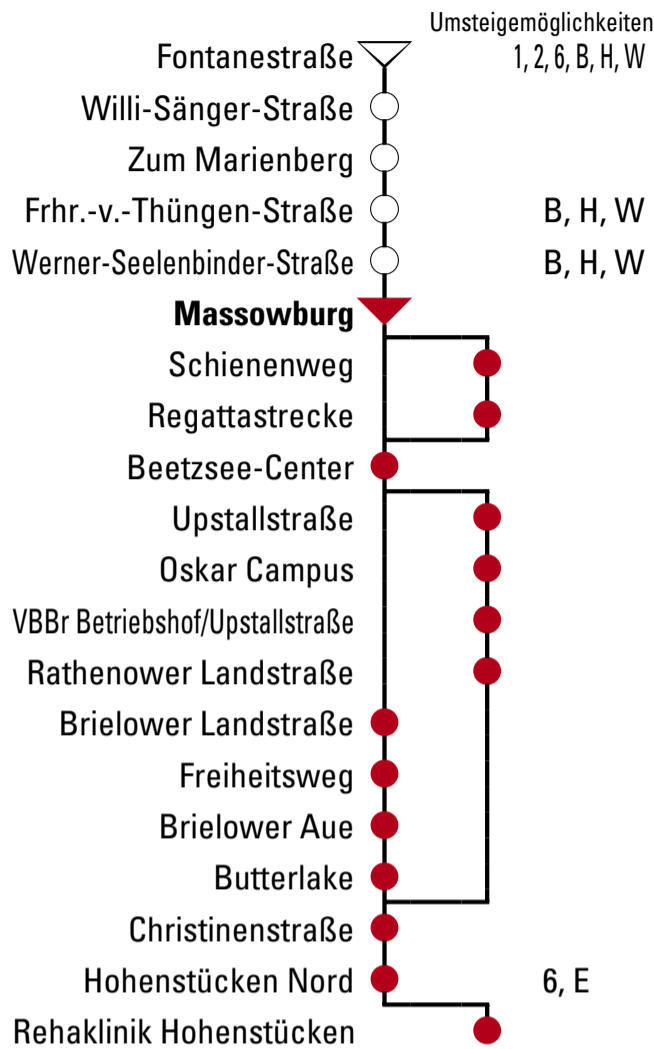 Umsteigemöglichkeiten
Fontanestraße 1, 2, 6, B, H, W
Willi-Sänger-Straße
Zum Marienberg
Frhr.-v.-Thüngen-Straße B, H, W
Werner-Seelenbinder-Straße B, H, W
Massowburg
Schienenweg
Regattastrecke
Beetzsee-Center
Upstallstraße
Oskar Campus
VBBr Betriebshof/Upstallstraße
Rathenower Landstraße
Brielower Landstraße
Freiheitsweg
Brielower Aue
Butterlake
Christinenstraße
Hohenstücken Nord 6, E
Rehaklinik Hohenstücken